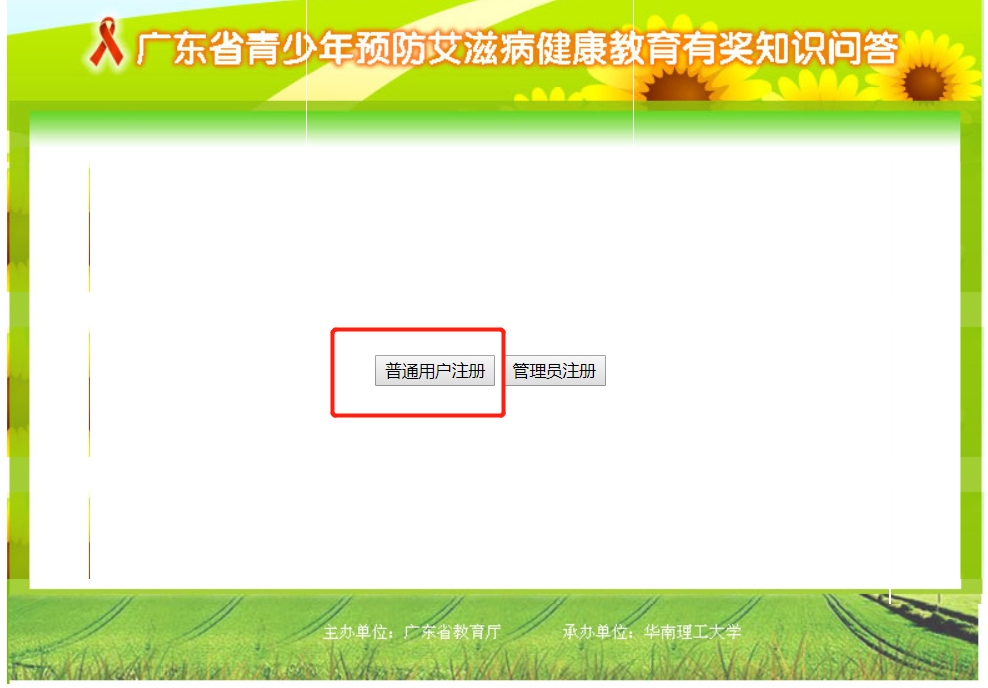 广东省青少年预防艾滋病健康教育有奖知识问答
普通用户注册 管理员注册
主办单位：广东省教育厅 承办单位：华南理工大学